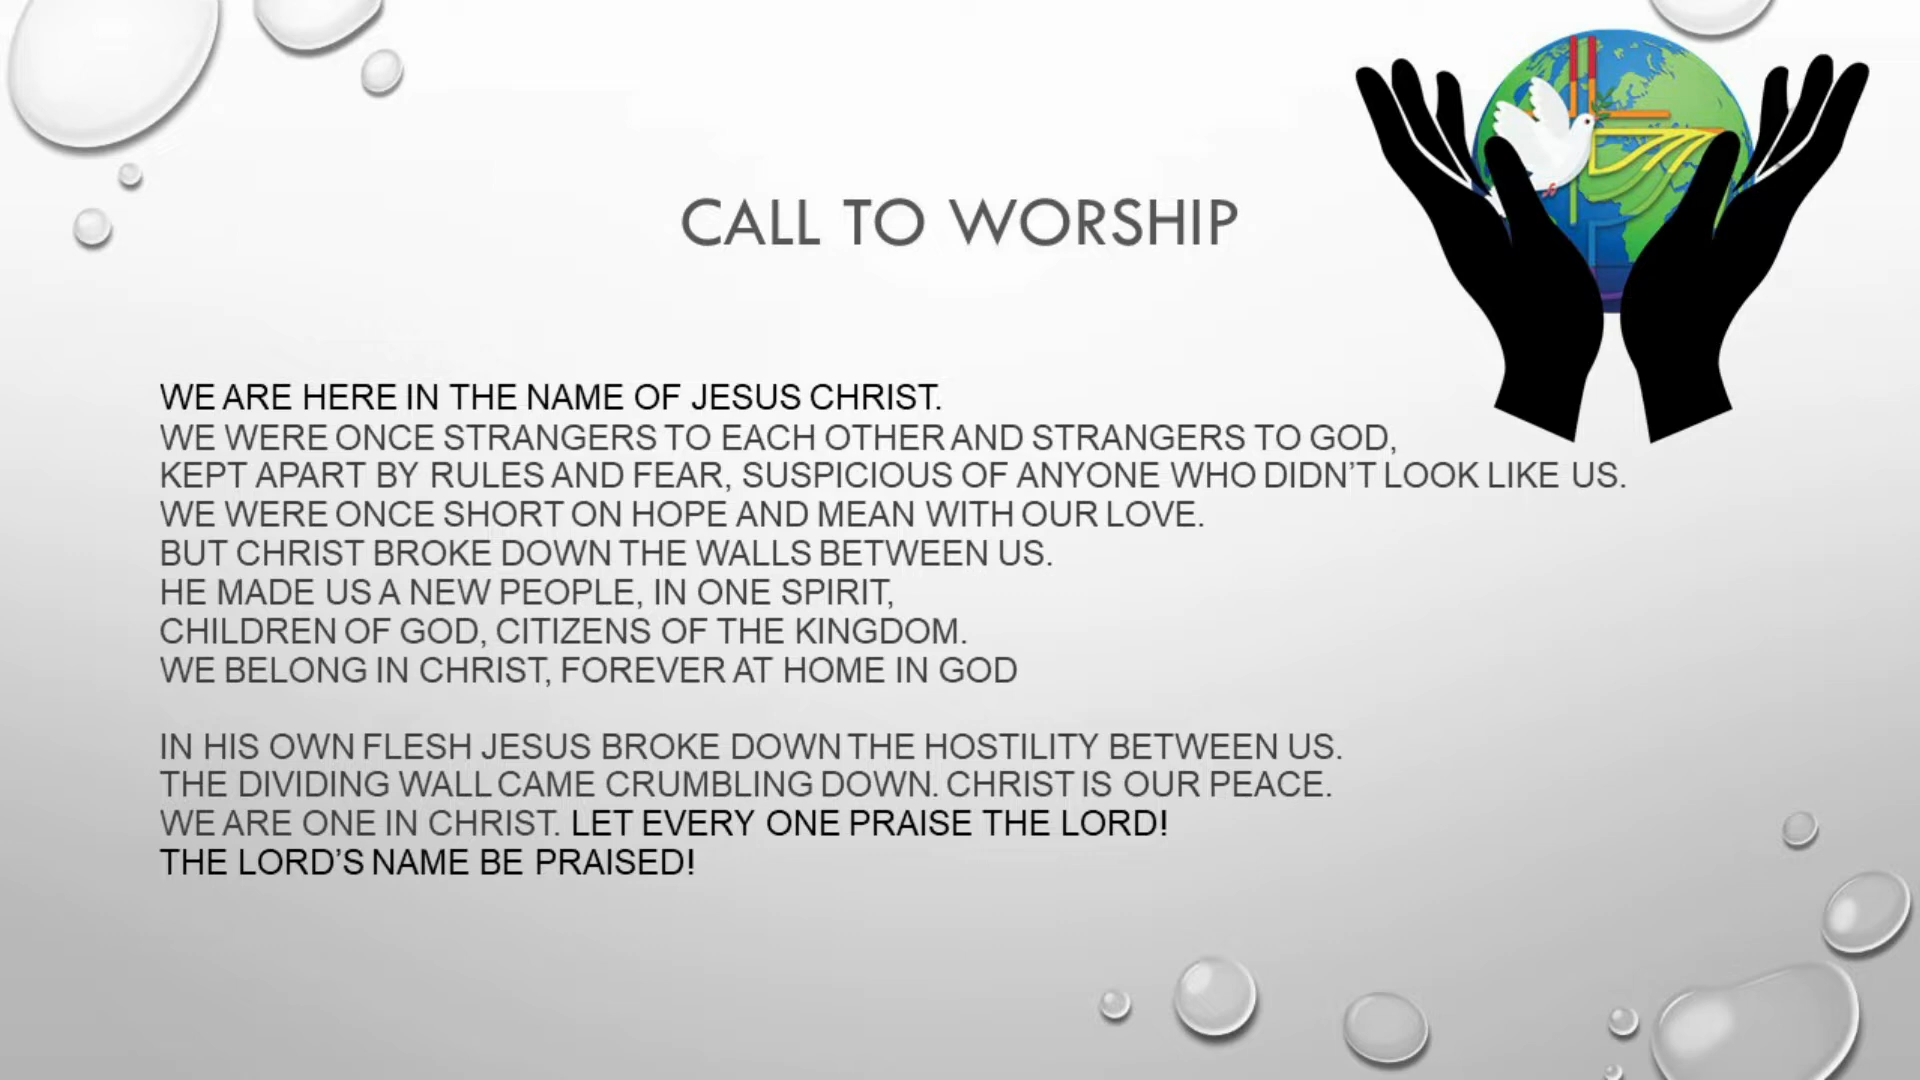 CALL TO WORSHIP
WE ARE HERE IN THE NAME OF JESUS CHRIST.
WE WERE ONCE STRANGERS TO EACH OTHER AND STRANGERS TO GOD,
KEPT APART BY RULES AND FEAR, SUSPICIOUS OF ANYONE WHO DIDN’T LOOK LIKE US.
WE WERE ONCE SHORT ON HOPE AND MEAN WITH OUR LOVE.
BUT CHRIST BROKE DOWN THE WALLS BETWEEN US.
HE MADE US A NEW PEOPLE, IN ONE SPIRIT,
CHILDREN OF GOD, CITIZENS OF THE KINGDOM.
WE BELONG IN CHRIST, FOREVER AT HOME IN GOD
IN HIS OWN FLESH JESUS BROKE DOWN THE HOSTILITY BETWEEN US.
THE DIVIDING WALL CAME CRUMBLING DOWN. CHRIST IS OUR PEACE.
WE ARE ONE IN CHRIST. LET EVERY ONE PRAISE THE LORD!
THE LORD’S NAME BE PRAISED!